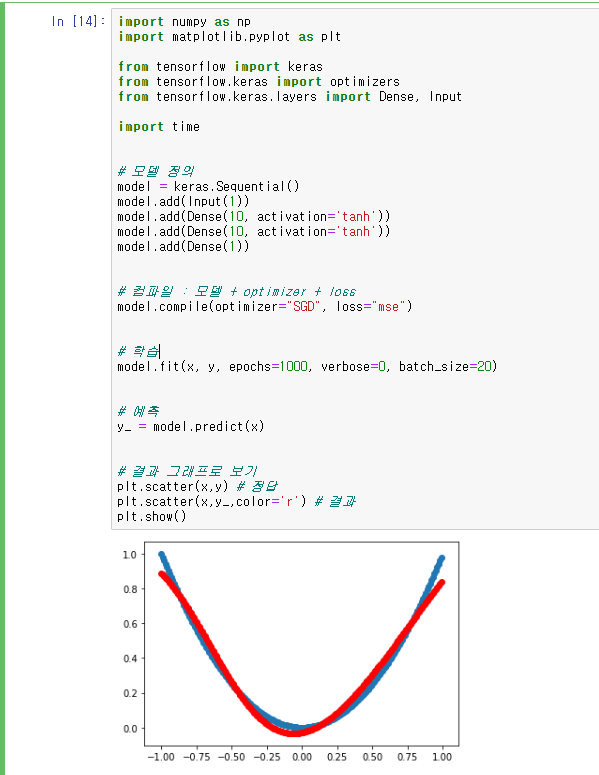 In [14]:
import numpy as np
import matplotlib.pyplot as plt
from tensorflow import keras
from tensorflow.keras import optimizers
from tensorflow.keras.layers import Dense, Input
import time
# 모델 정의
model = keras.Sequential()
model.add(Input(1))
model.add(Dense(10, activation='tanh'))
model.add(Dense(10, activation='tanh'))
model.add(Dense(1))
# 컴파일 : 모델 + optimizer + loss
model.compile(optimizer="SGD", loss="mse")
# 학습
model.fit(x, y, epochs=1000, verbose=0, batch_size=20)
# 예측
y_ = model.predict(x)
# 결과 그래프로 보기
plt.scatter(x,y) # 정답
plt.scatter(x,y_,color='r') # 결과
plt.show()
1.0
0.8
0.6
0.4
0.2
0.0
−1.00 −0.75 −0.50 −0.25 0.00 0.25 0.50 0.75 1.00